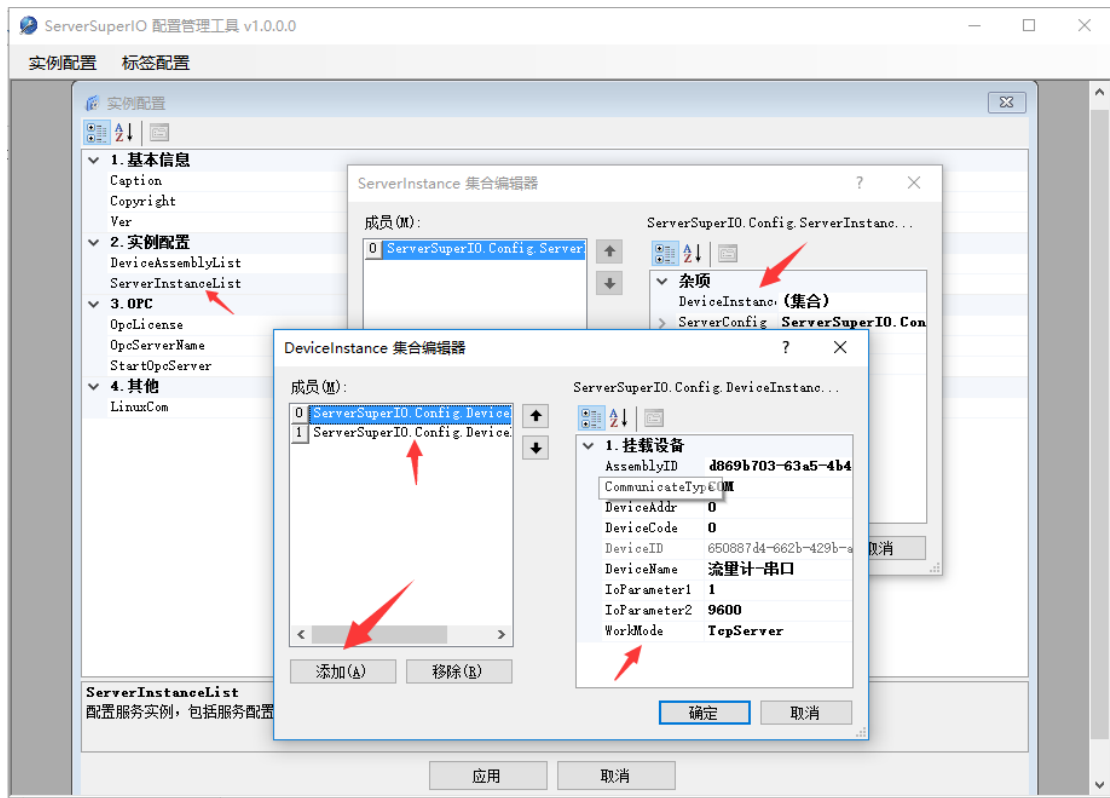 ServerSuperIO 配置管理工具 v1.0.0.0
实例配置 标签配置
实例配置
1.基本信息
Caption
Copyright
Ver
2.实例配置
DeviceAssemblyList
ServerInstanceList
3.OPC
OpcLicense
OpcServerName
StartOpcServer
4.其他
LinuxCom
ServerInstanceList
配置服务实例，包括服务配置
应用 取消
ServerInstance 集合编辑器 ?
成员(M):
0 ServerSuperIO.Config.Server
ServerSuperIO.Config.ServerInstanc...
杂项
DeviceInstanc (集合)
ServerConfig ServerSuperIO.Con
取消
DeviceInstance 集合编辑器 ?
成员(M):
0 ServerSuperIO.Config.Device
1 ServerSuperIO.Config.Device
添加(A) 移除(R)
ServerSuperIO.Config.DeviceInstanc...
1.挂载设备
AssemblyID d869b703-63a5-4b4
CommunicateType COM
DeviceAddr 0
DeviceCode 0
DeviceID 650887d4-662b-429b-a
DeviceName 流量计-串口
IoParameter1 1
IoParameter2 9600
WorkMode TcpServer
确定 取消